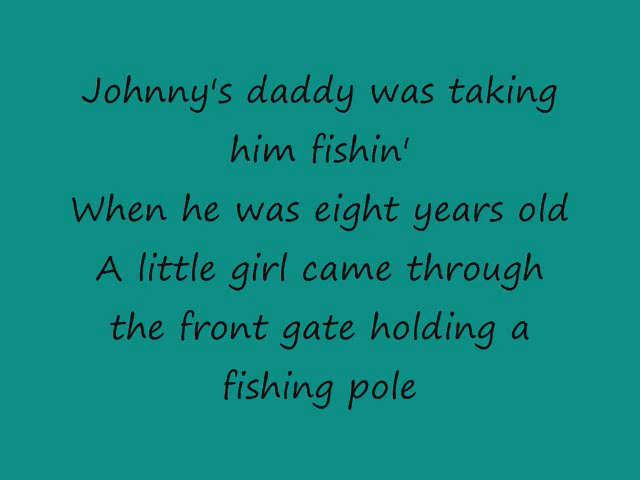 Johnny's daddy was taking
him fishin'
When he was eight years old
A little girl came through
the front gate holding a
fishing pole